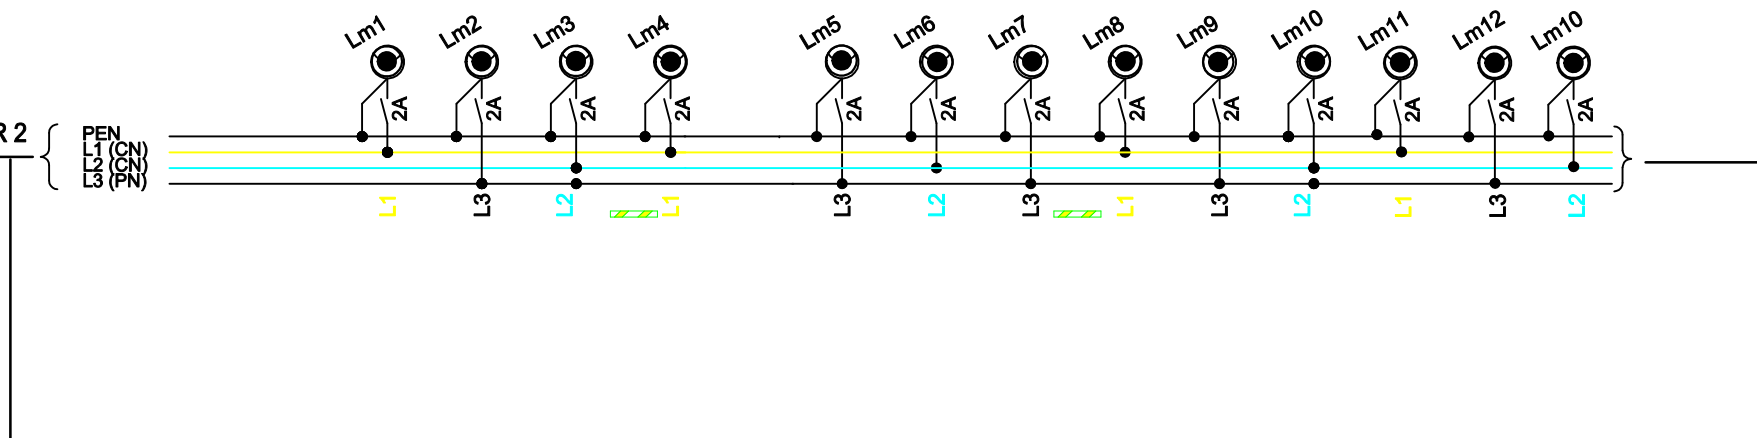 Lm1 Lm2 Lm3 Lm4 Lm5 Lm6 Lm7 Lm8 Lm9 Lm10 Lm11 Lm12 Lm10
2A 2A 2A 2A 2A 2A 2A 2A 2A 2A 2A 2A 2A
R 2
PEN
L1 (CN)
L2 (CN)
L3 (PN)
L1 L3 L2 L1 L3 L2 L3 L1 L3 L2 L1 L3 L2